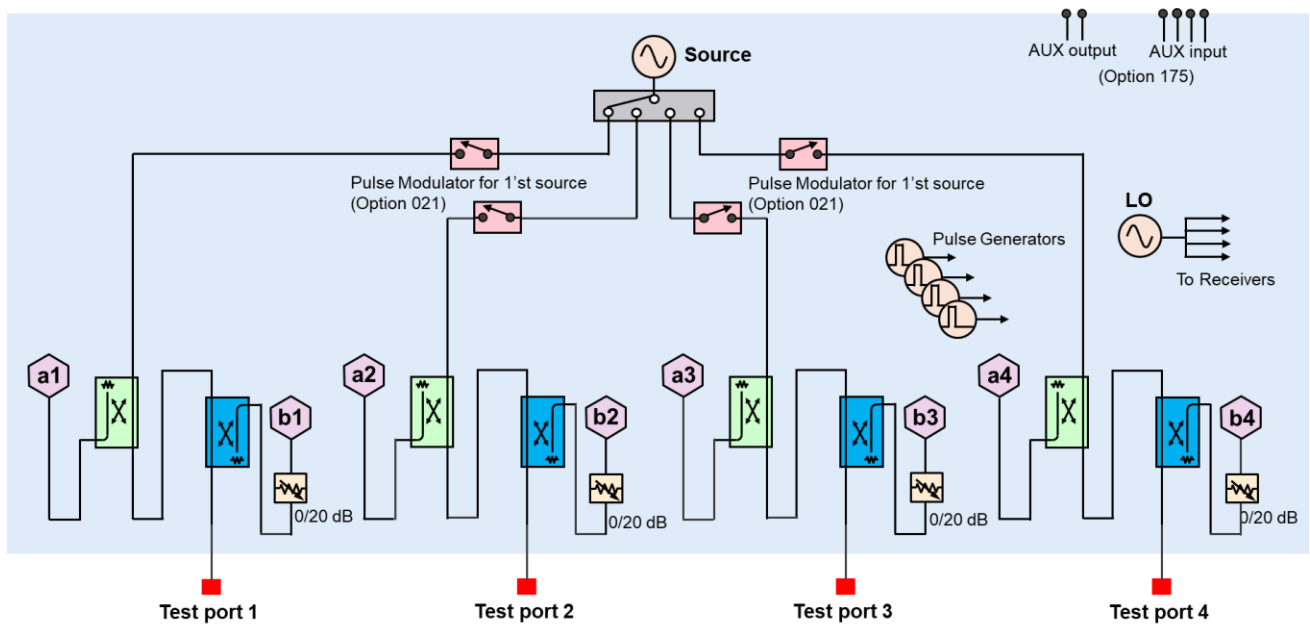 AUX output
AUX input
(Option 175)
Source
Pulse Modulator for 1'st source
(Option 021)
Pulse Modulator for 1'st source
(Option 021)
LO
Pulse Generators
To Receivers
a1
b1
0/20 dB
a2
b2
0/20 dB
a3
b3
0/20 dB
a4
b4
0/20 dB
Test port 1
Test port 2
Test port 3
Test port 4